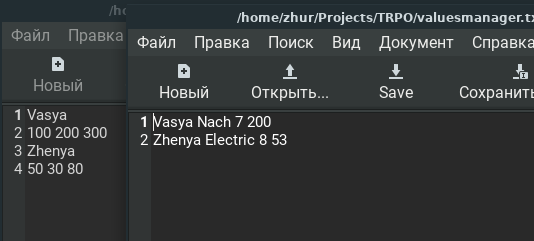 /ho
Файл Правка
Новый
1 Vasya
2 100 200 300
3 Zhenya
4 50 30 80
/home/zhur/Projects/TRPO/valuesmanager.tx
Файл Правка Поиск Вид Документ Справка
Новый Открыть... Save Сохранить
1 Vasya Nach 7 200
2 Zhenya Electric 8 53